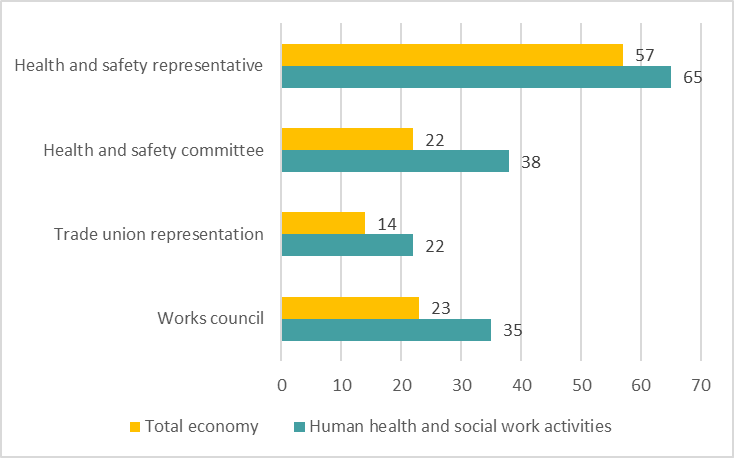 Health and safety representative
57
65
Health and safety committee
22
38
Trade union representation
14
22
Works council
23
35
0 10 20 30 40 50 60 70
Total economy Human health and social work activities